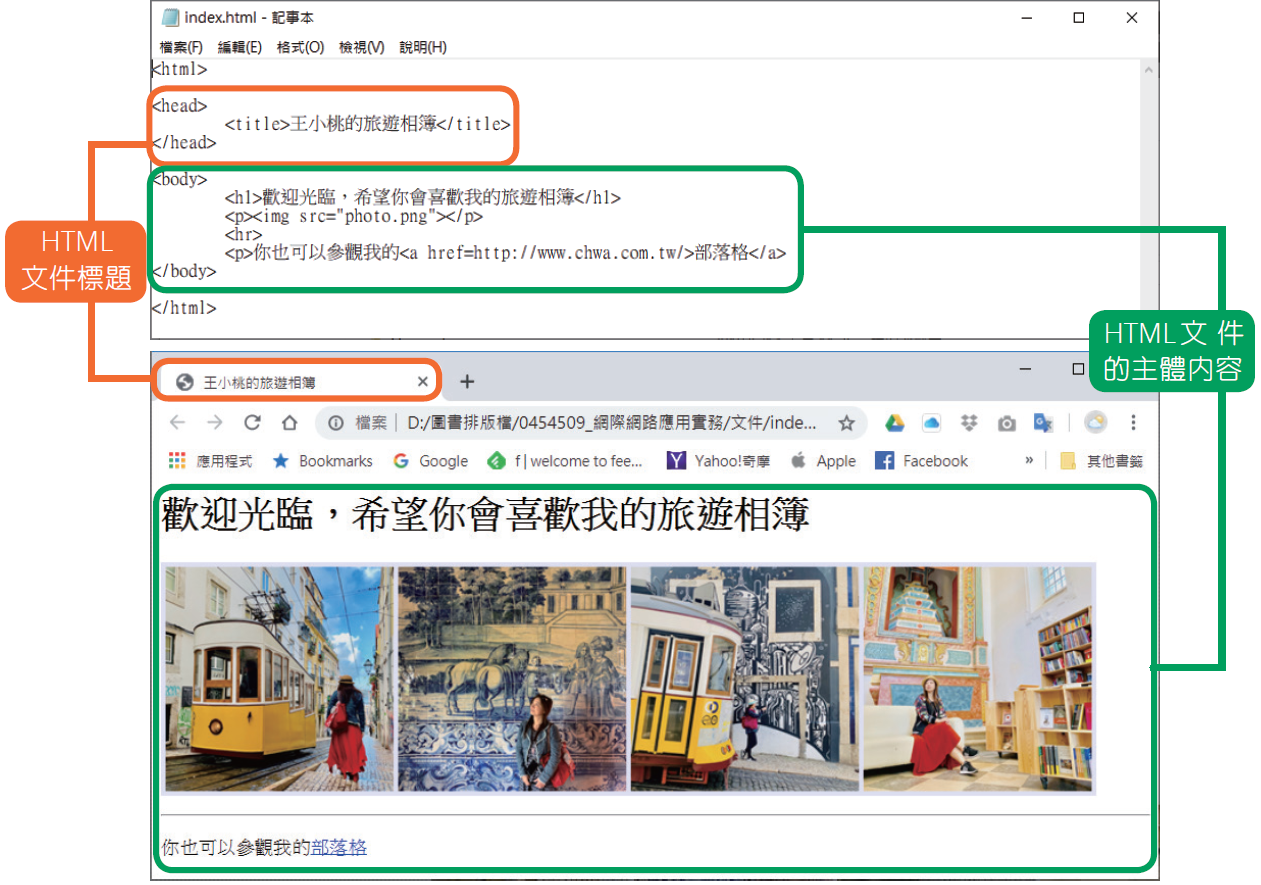 index.html - 記事本
檔案(F) 編輯(E) 格式(O) 檢視(V) 說明(H)
<html>
<head>
<title>王小桃的旅遊相簿</title>
</head>
<body>
<h1>歡迎光臨，希望你會喜歡我的旅遊相簿</h1>
<p><img src="photo.png"></p>
<hr>
<p>你也可以參觀我的<a href=http://www.chwa.com.tw/>部落格</a>
</body>
</html>
HTML
文件標題
HTML文件
的主體內容
王小桃的旅遊相簿
檔案 D:/圖書排版檔/0454509_網際網路應用實務/文件/inde...
應用程式 Bookmarks Google f | welcome to fee... Yahoo!奇摩 Apple Facebook » 其他書籤
歡迎光臨，希望你會喜歡我的旅遊相簿
你也可以參觀我的部落格